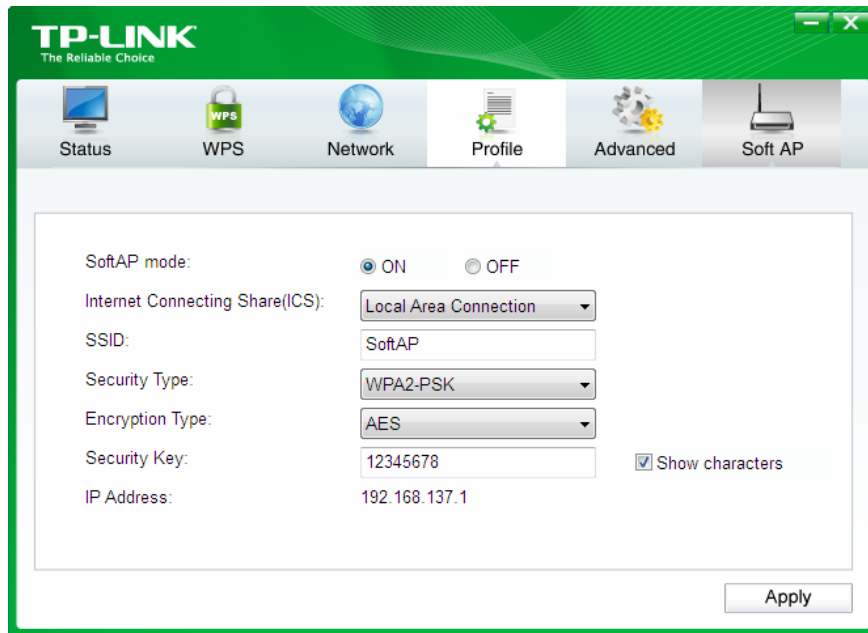 TP-LINK
The Reliable Choice
WPS
Status WPS Network Profile Advanced Soft AP
SoftAP mode: ON OFF
Internet Connecting Share(ICS): Local Area Connection
SSID: SoftAP
Security Type: WPA2-PSK
Encryption Type: AES
Security Key: 12345678 Show characters
IP Address: 192.168.137.1
Apply